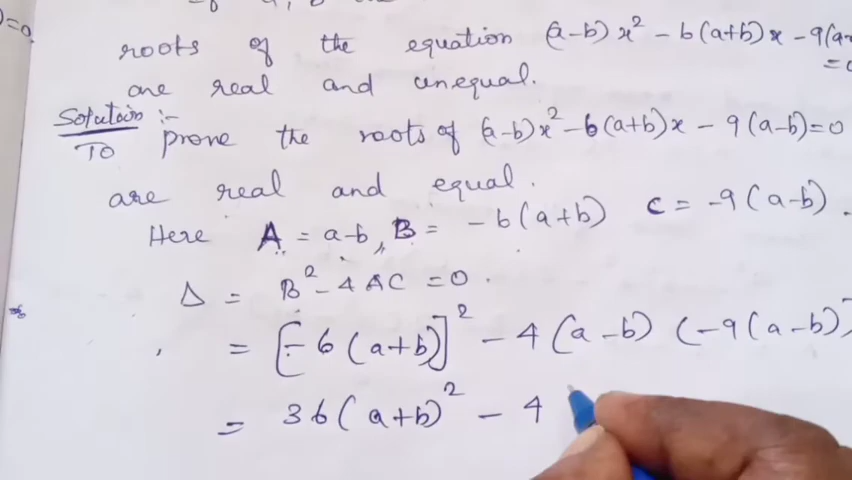 )=0
roots of the equation (a-b)x² - 6(a+b)x - 9(a-
=0
are real and unequal.
Solution :-
To prove the roots of (a-b)x² - 6(a+b)x - 9(a-b)=0
are real and equal.
Here A = a-b, B = -6(a+b) C = -9(a-b).
Δ = B² - 4AC = 0.
= [-6(a+b)]² - 4(a-b) (-9(a-b)]
= 36(a+b)² - 4